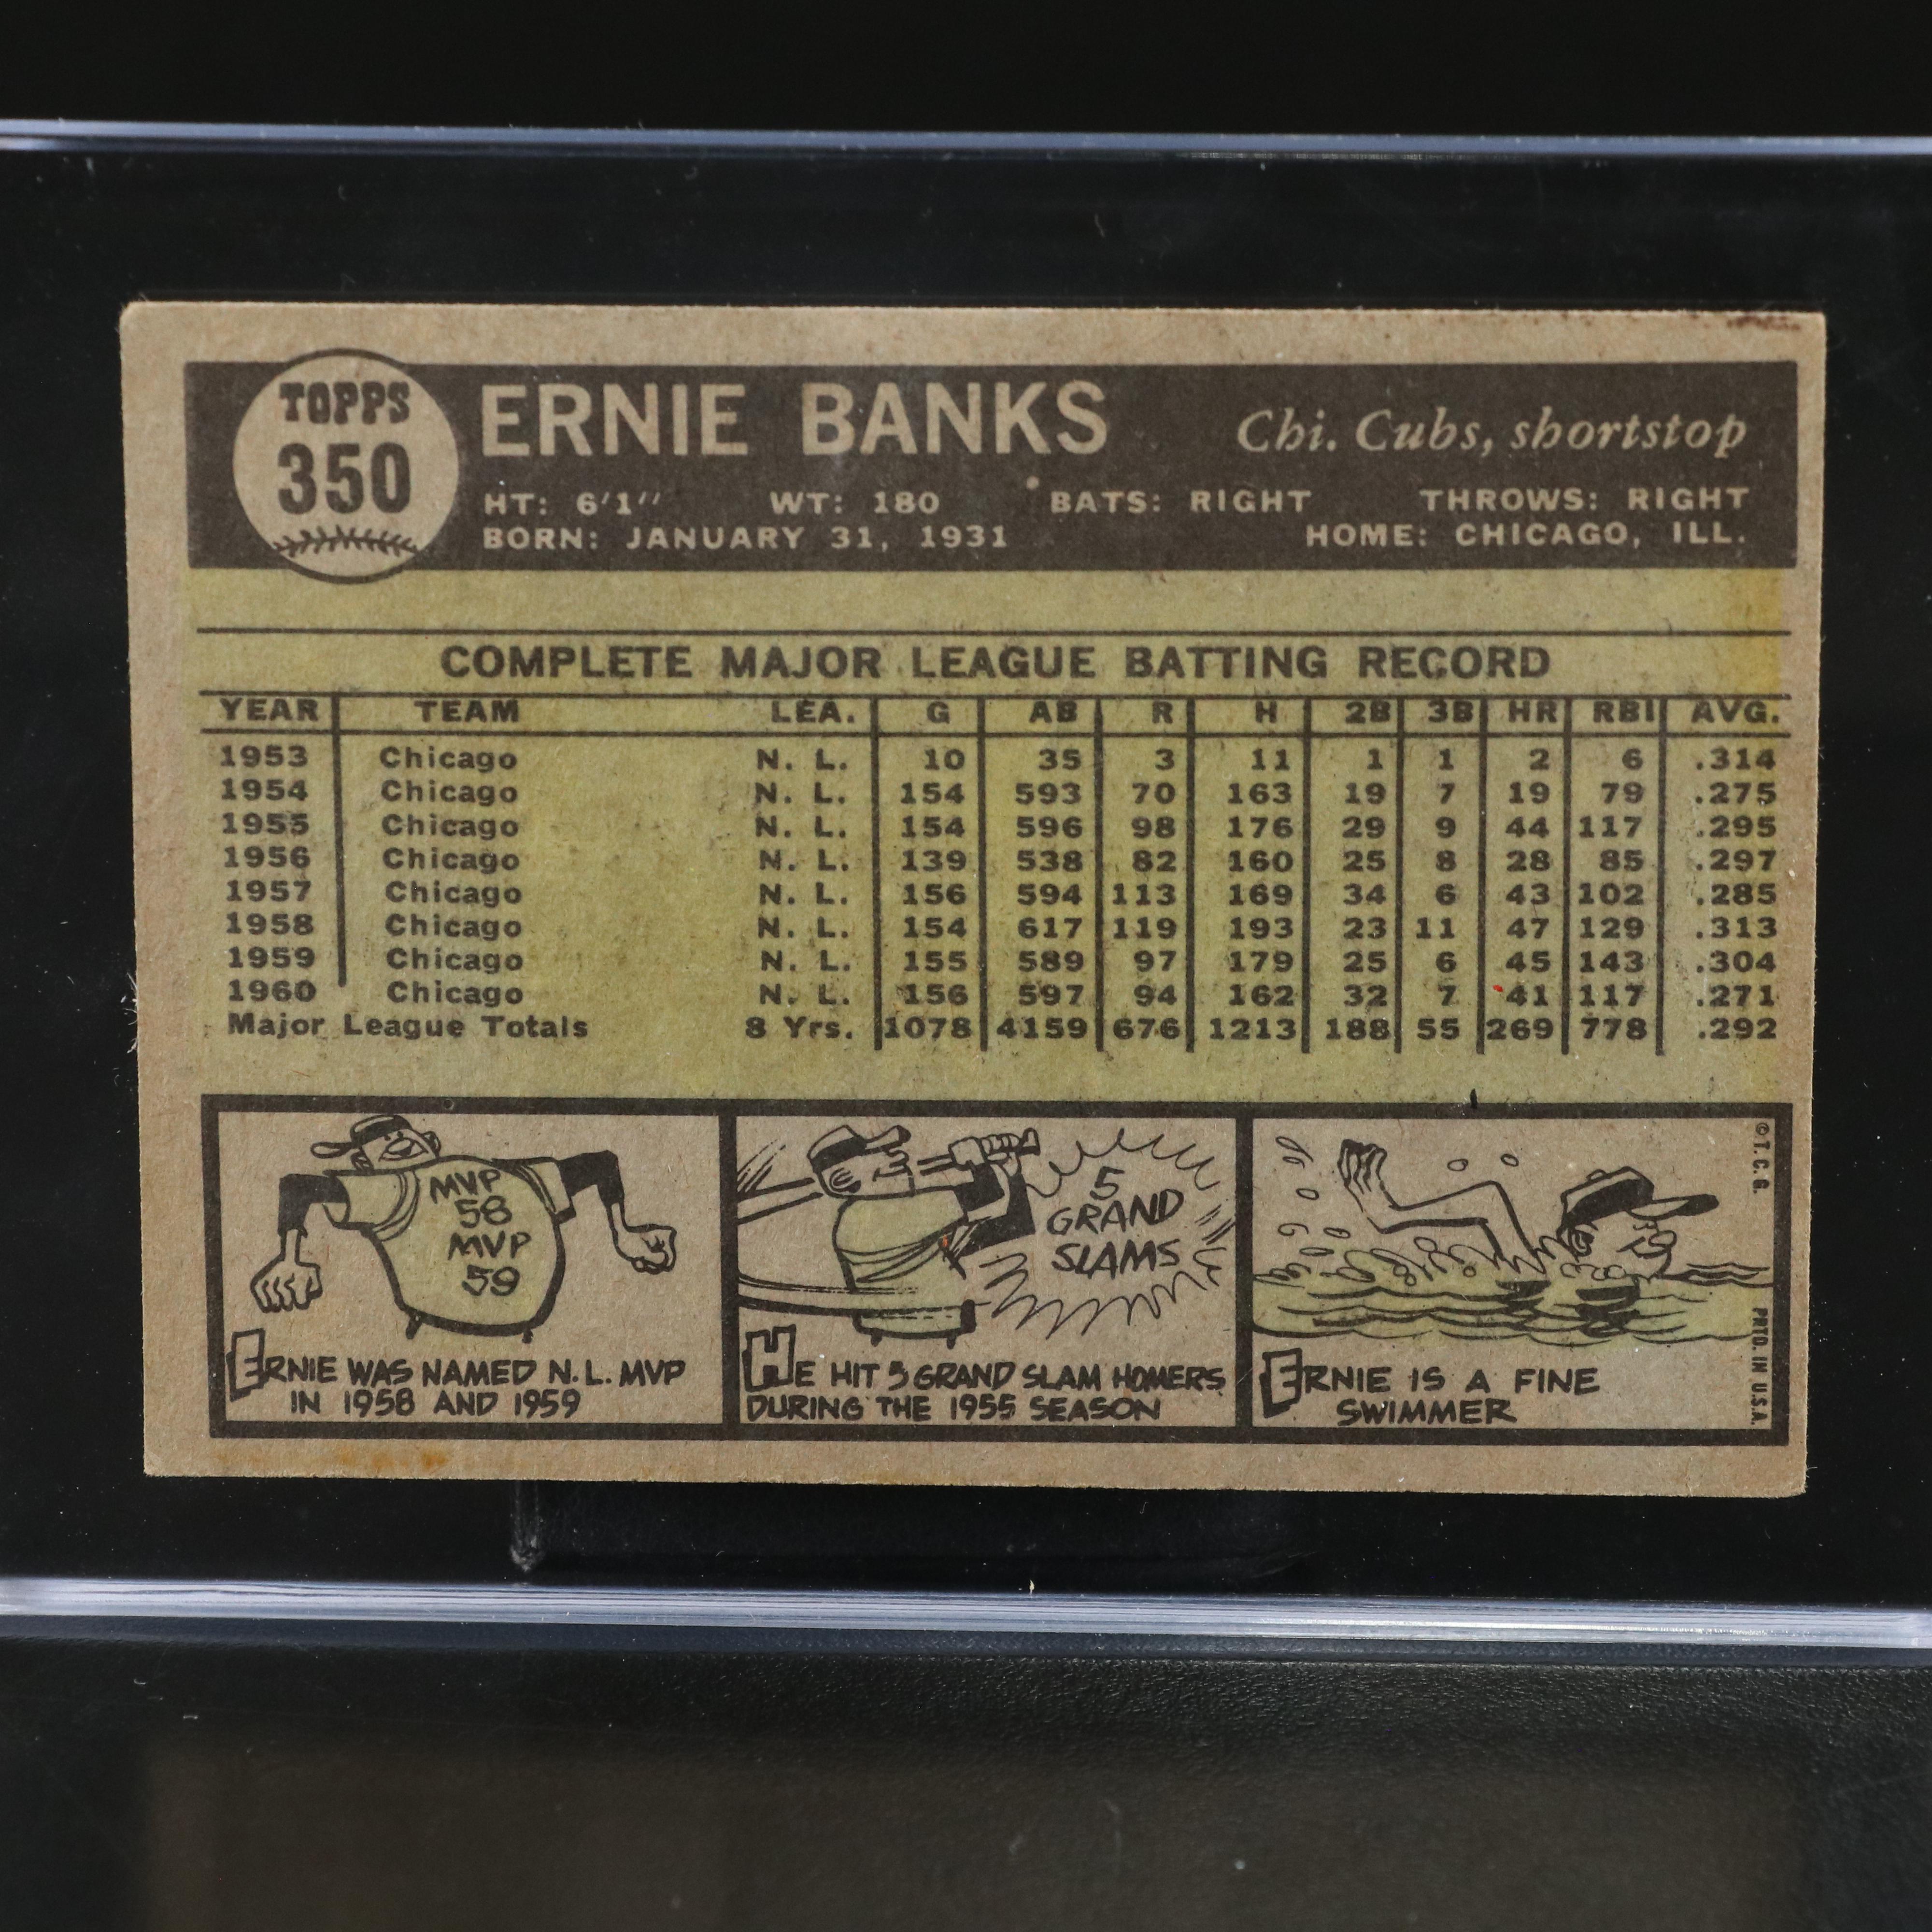 TOPPS
350
ERNIE BANKS
Chi. Cubs, shortstop
HT: 6'1" WT: 180 BATS: RIGHT THROWS: RIGHT
BORN: JANUARY 31, 1931 HOME: CHICAGO, ILL.
COMPLETE MAJOR LEAGUE BATTING RECORD
YEAR TEAM LEA. G AB R H 2B 3B HR RBI AVG.
1953 Chicago N. L. 10 35 3 11 1 1 2 6 .314
1954 Chicago N. L. 154 593 70 163 19 7 19 79 .275
1955 Chicago N. L. 154 596 98 176 29 9 44 117 .295
1956 Chicago N. L. 139 538 82 160 25 8 28 85 .297
1957 Chicago N. L. 156 594 113 169 34 6 43 102 .285
1958 Chicago N. L. 154 617 119 193 23 11 47 129 .313
1959 Chicago N. L. 155 589 97 179 25 6 45 143 .304
1960 Chicago N. L. 156 597 94 162 32 7 41 117 .271
Major League Totals 8 Yrs. 1078 4159 676 1213 188 55 269 778 .292
MVP
58
MVP
59
ERNIE WAS NAMED N.L. MVP
IN 1958 AND 1959
5
GRAND
SLAMS
HE HIT 5 GRAND SLAM HOMERS
DURING THE 1955 SEASON
ERNIE IS A FINE
SWIMMER
© T. C. G. PRTD. IN U.S.A.